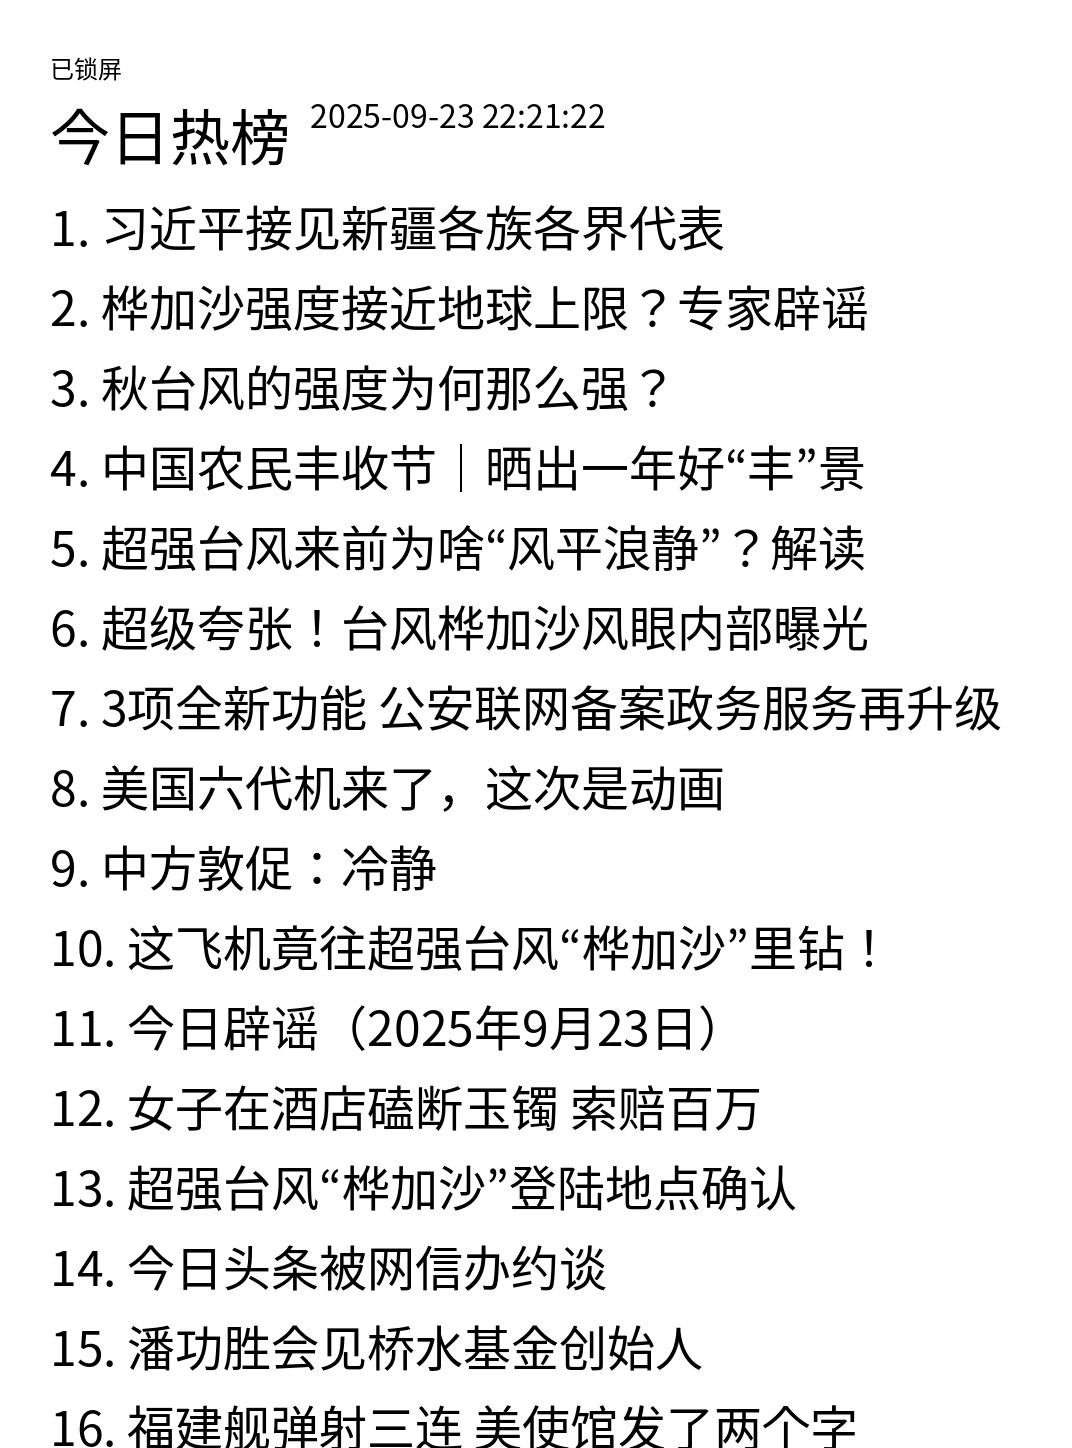 已锁屏
今日热榜 2025-09-23 22:21:22
1. 习近平接见新疆各族各界代表
2. 桦加沙强度接近地球上限？专家辟谣
3. 秋台风的强度为何那么强？
4. 中国农民丰收节｜晒出一年好“丰”景
5. 超强台风来前为啥“风平浪静”？解读
6. 超级夸张！台风桦加沙风眼内部曝光
7. 3项全新功能 公安联网备案政务服务再升级
8. 美国六代机来了，这次是动画
9. 中方敦促：冷静
10. 这飞机竟往超强台风“桦加沙”里钻！
11. 今日辟谣（2025年9月23日）
12. 女子在酒店磕断玉镯 索赔百万
13. 超强台风“桦加沙”登陆地点确认
14. 今日头条被网信办约谈
15. 潘功胜会见桥水基金创始人
16. 福建舰弹射三连 美使馆发了两个字